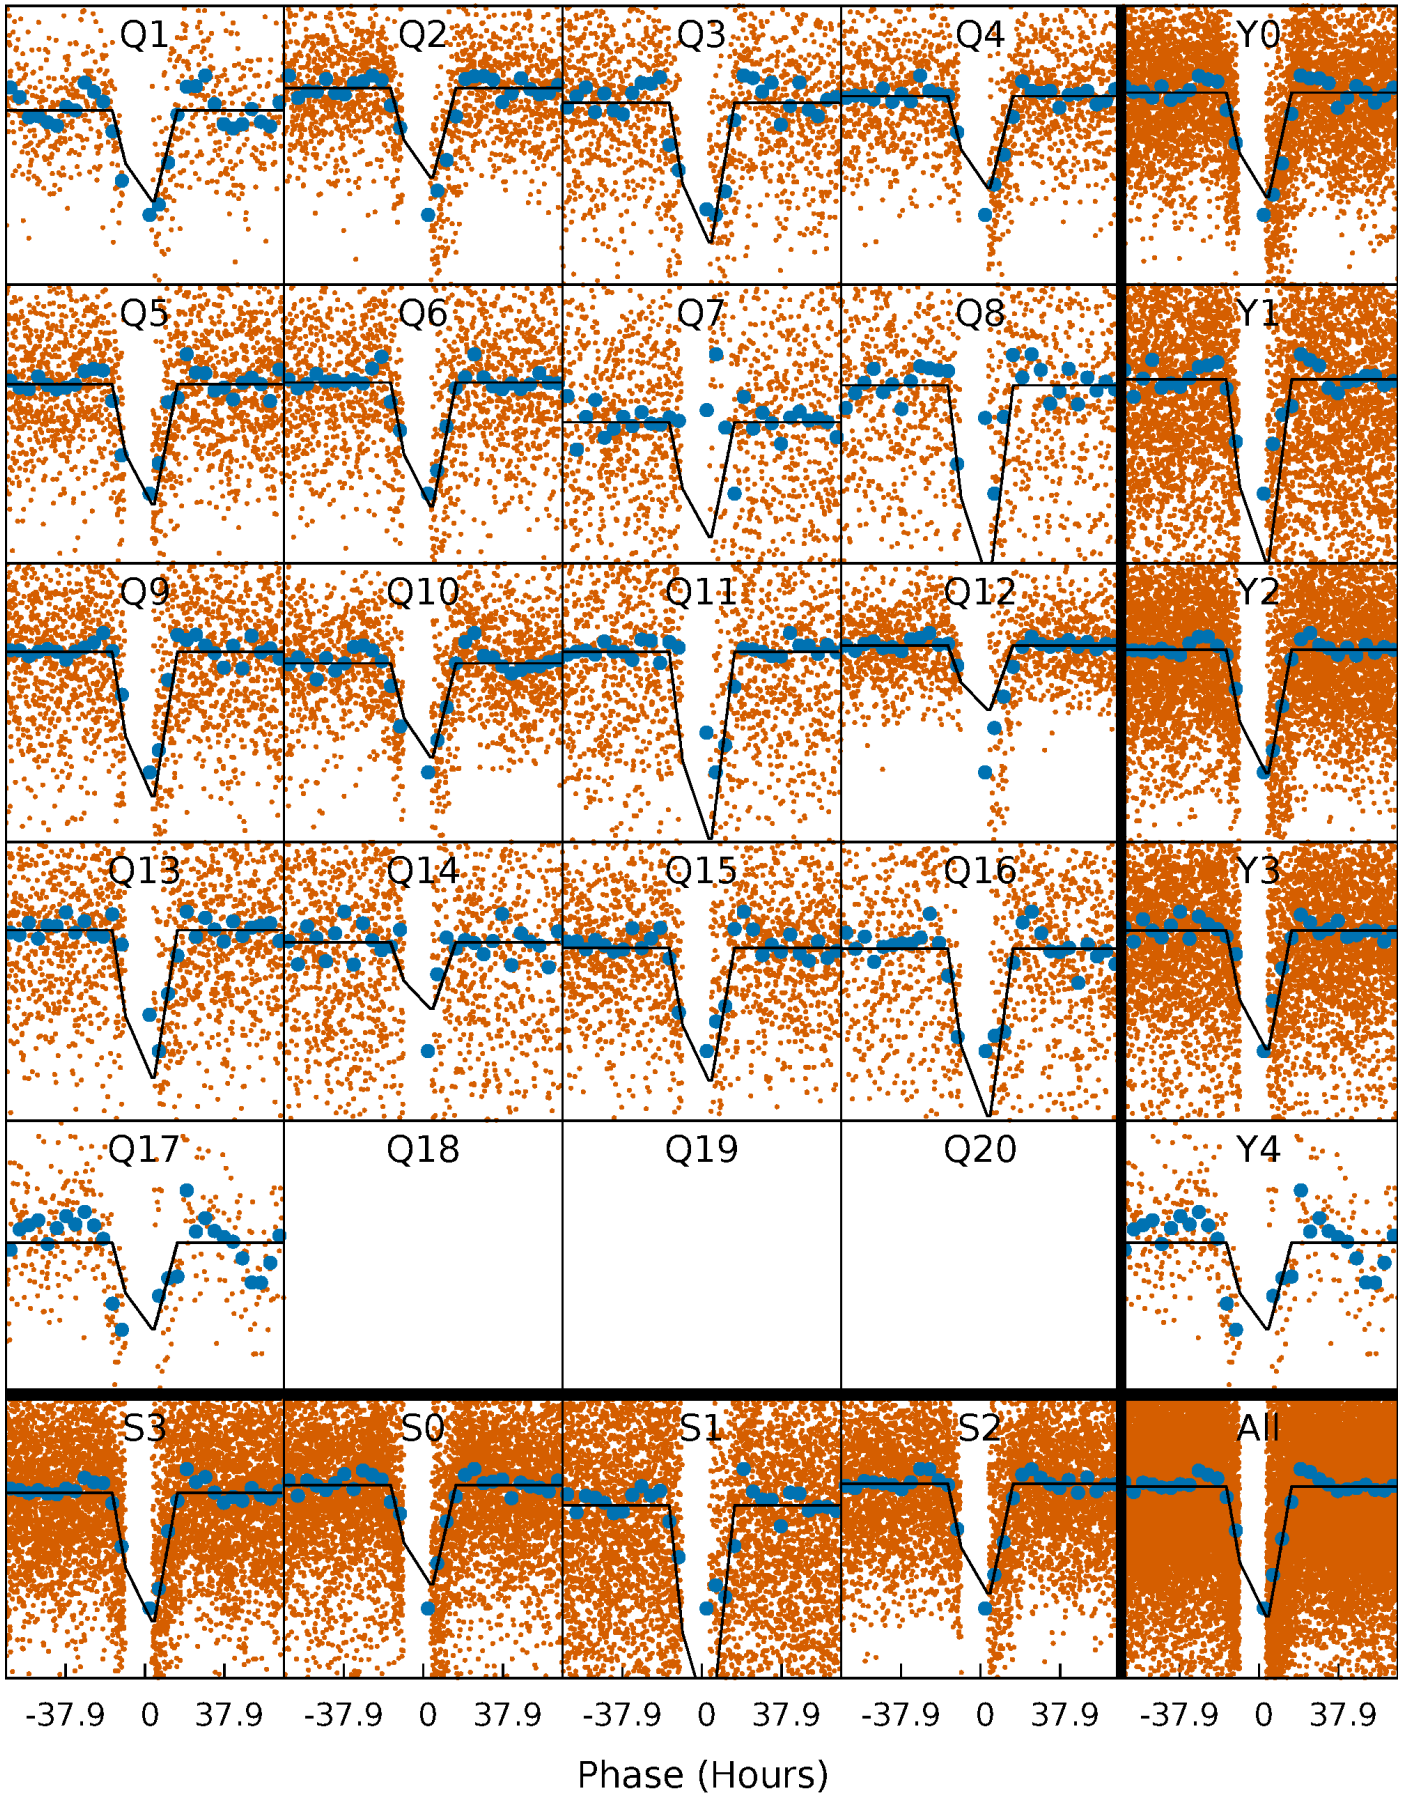 Q1 Q2 Q3 Q4 Y0
Q5 Q6 Q7 Q8 Y1
Q9 Q10 Q11 Q12 Y2
Q13 Q14 Q15 Q16 Y3
Q17 Q18 Q19 Q20 Y4
S3 S0 S1 S2 All
-37.9 0 37.9 -37.9 0 37.9 -37.9 0 37.9 -37.9 0 37.9 -37.9 0 37.9
Phase (Hours)